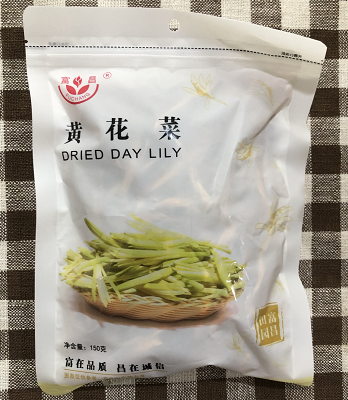 富 昌 ®
FUCHANG
黄花菜
DRIED DAY LILY
净含量：150克
富在品质 昌在诚信